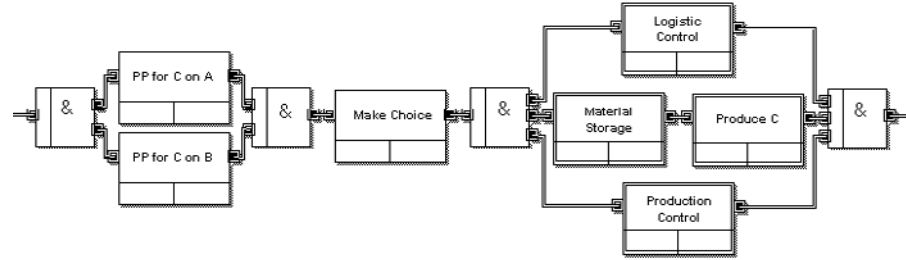 &
PP for C on A
PP for C on B
&
Make Choice
&
Logistic
Control
Material
Storage
Produce C
Production
Control
&